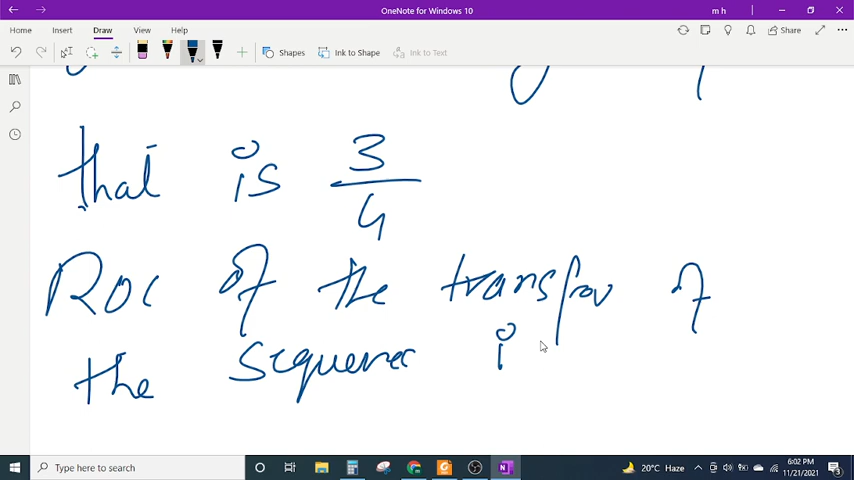 OneNote for Windows 10
m h
Home Insert Draw View Help
Share
Shapes Ink to Shape Ink to Text
that is 3/4
ROC of the transfor of
the sequence i
Type here to search
20°C Haze
6:02 PM
11/21/2021
3